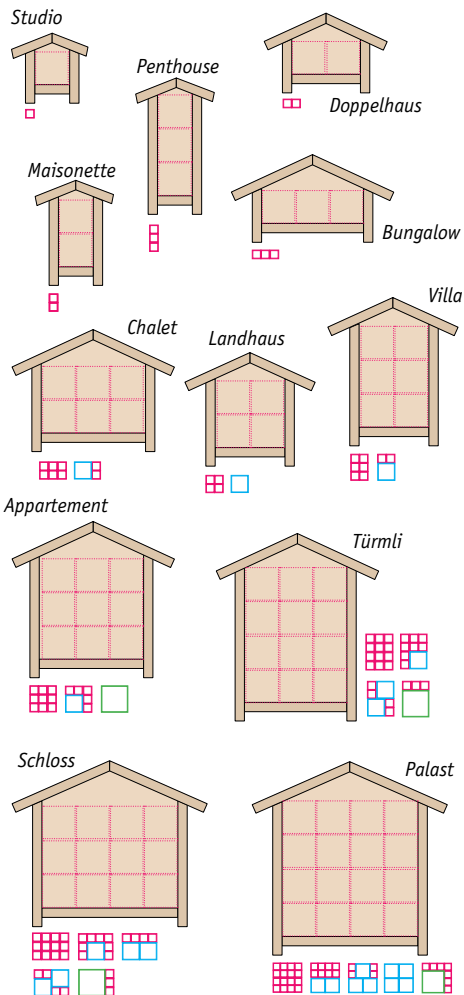 Studio
Penthouse
Doppelhaus
Maisonette
Bungalow
Villa
Chalet
Landhaus
Appartement
Türmli
Schloss
Palast